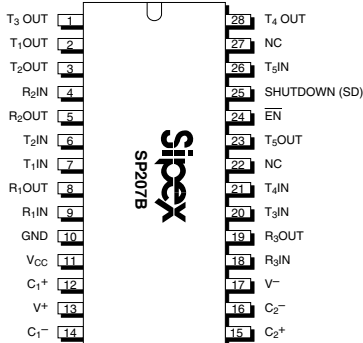 T₃ OUT 1 28 T₄ OUT
T₁OUT 2 27 NC
T₂OUT 3 26 T₅IN
R₂IN 4 25 SHUTDOWN (SD)
R₂OUT 5 24 E̅N̅
T₂IN 6 23 T₅OUT
T₁IN 7 22 NC
R₁OUT 8 21 T₄IN
R₁IN 9 20 T₃IN
GND 10 19 R₃OUT
V_CC 11 18 R₃IN
C₁+ 12 17 V–
V+ 13 16 C₂–
C₁– 14 15 C₂+
Sipex
SP207B